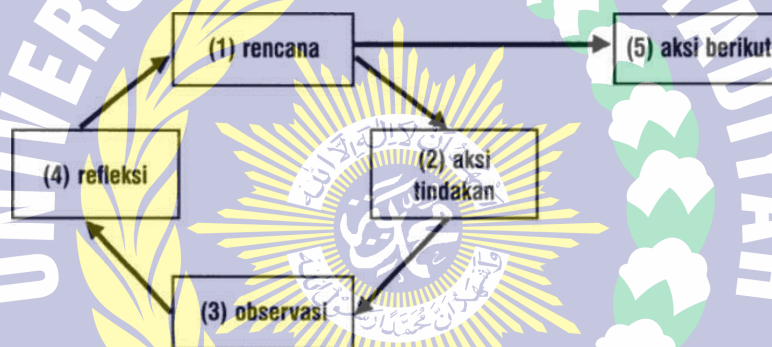 (1) rencana
(5) aksi berikut
(2) aksi
tindakan
(4) refleksi
(3) observasi